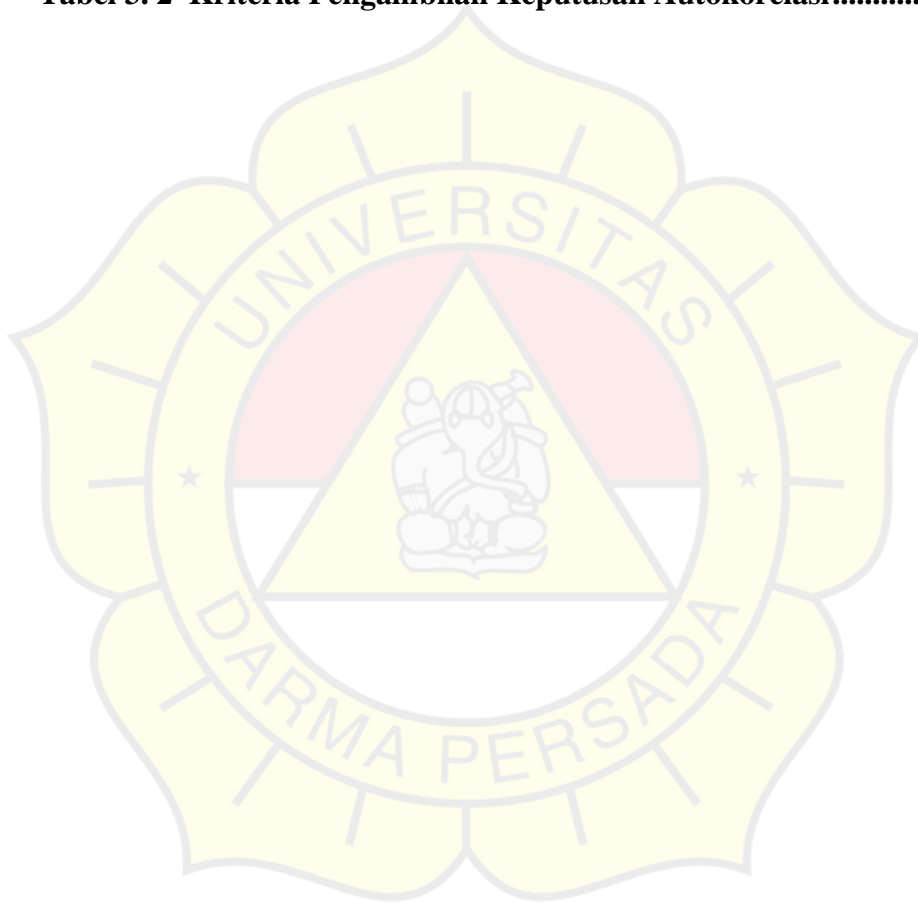 Tabel 3. 2 Kriteria Pengambilan Keputusan Autokorelasi...........
UNIVERSITAS
DARMA PERSADA